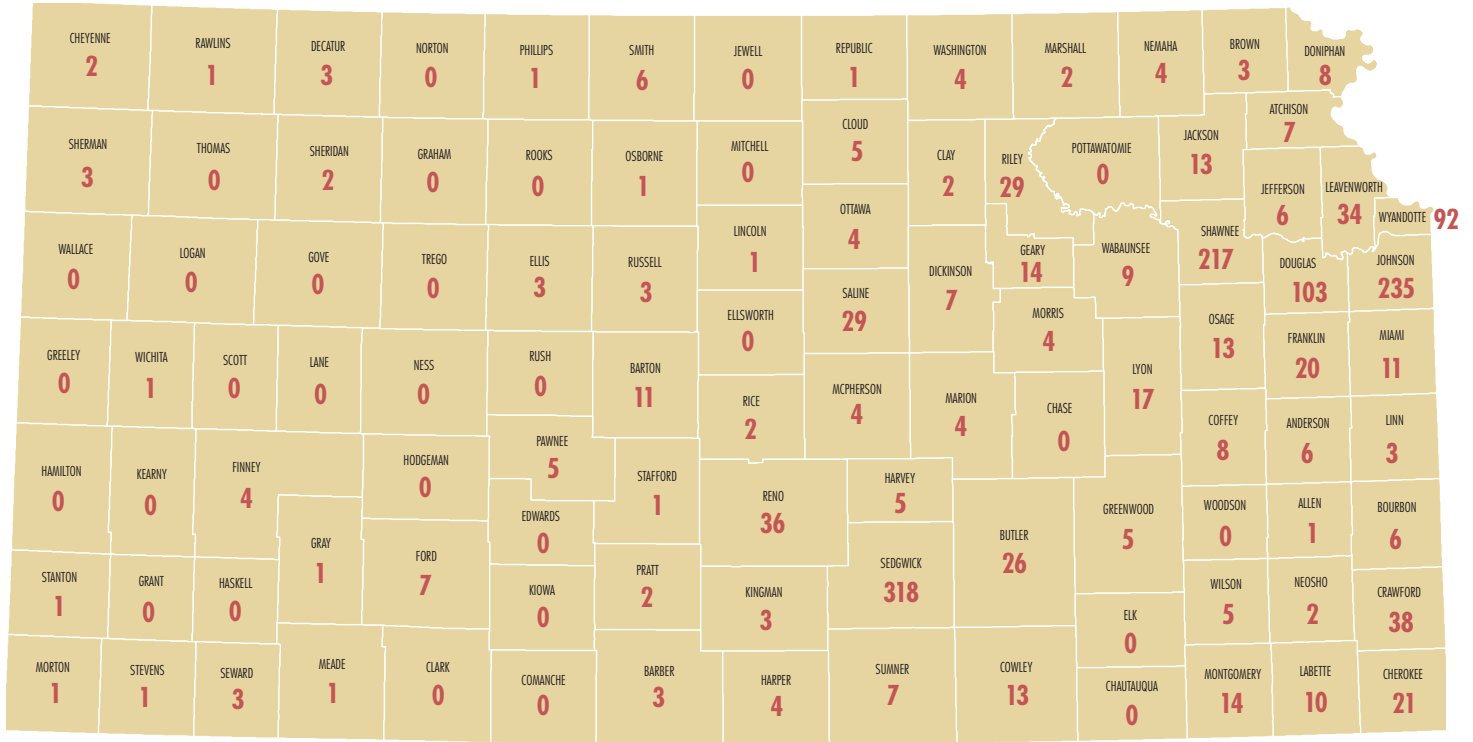 CHEYENNE
2
RAWLINS
1
DECATUR
3
NORTON
0
PHILLIPS
1
SMITH
6
JEWELL
0
REPUBLIC
1
WASHINGTON
4
MARSHALL
2
NEMAHA
4
BROWN
3
DONIPHAN
8
ATCHISON
7
SHERMAN
3
THOMAS
0
SHERIDAN
2
GRAHAM
0
ROOKS
0
OSBORNE
1
MITCHELL
0
CLOUD
5
CLAY
2
RILEY
29
POTTAWATOMIE
0
JACKSON
13
JEFFERSON
6
LEAVENWORTH
34
WYANDOTTE 92
OTTAWA
4
WALLACE
0
LOGAN
0
GOVE
0
TREGO
0
ELLIS
3
RUSSELL
3
LINCOLN
1
SALINE
29
DICKINSON
7
GEARY
14
WABAUNSEE
9
SHAWNEE
217
DOUGLAS
103
JOHNSON
235
ELLSWORTH
0
MORRIS
4
OSAGE
13
FRANKLIN
20
MIAMI
11
GREELEY
0
WICHITA
1
SCOTT
0
LANE
0
NESS
0
RUSH
0
BARTON
11
RICE
2
MCPHERSON
4
MARION
4
CHASE
0
LYON
17
COFFEY
8
ANDERSON
6
LINN
3
HAMILTON
0
KEARNY
0
FINNEY
4
HODGEMAN
0
PAWNEE
5
STAFFORD
1
RENO
36
HARVEY
5
BUTLER
26
GREENWOOD
5
WOODSON
0
ALLEN
1
BOURBON
6
GRAY
1
FORD
7
EDWARDS
0
SEDGWICK
318
STANTON
1
GRANT
0
HASKELL
0
KIOWA
0
PRATT
2
KINGMAN
3
ELK
0
WILSON
5
NEOSHO
2
CRAWFORD
38
MORTON
1
STEVENS
1
SEWARD
3
MEADE
1
CLARK
0
COMANCHE
0
BARBER
3
HARPER
4
SUMNER
7
COWLEY
13
CHAUTAUQUA
0
MONTGOMERY
14
LABETTE
10
CHEROKEE
21